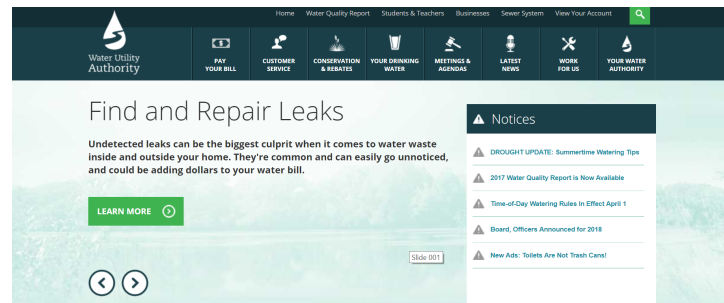 Home Water Quality Report Students & Teachers Businesses Sewer System View Your Account
Water Utility
Authority
PAY
YOUR BILL
CUSTOMER
SERVICE
CONSERVATION
& REBATES
YOUR DRINKING
WATER
MEETINGS &
AGENDAS
LATEST
NEWS
WORK
FOR US
YOUR WATER
AUTHORITY
Find and Repair Leaks
Undetected leaks can be the biggest culprit when it comes to water waste
inside and outside your home. They're common and can easily go unnoticed,
and could be adding dollars to your water bill.
LEARN MORE
Slide 001
Notices
DROUGHT UPDATE: Summertime Watering Tips
2017 Water Quality Report is Now Available
Time-of-Day Watering Rules In Effect April 1
Board, Officers Announced for 2018
New Ads: Toilets Are Not Trash Cans!